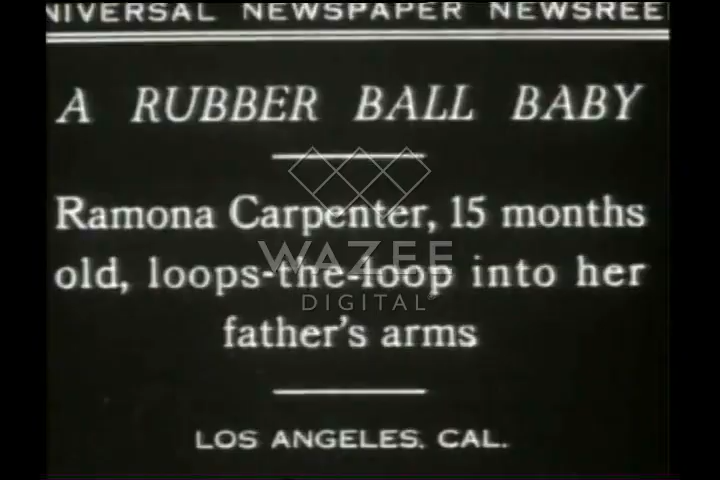 NIVERSAL NEWSPAPER NEWSREE
A RUBBER BALL BABY
Ramona Carpenter, 15 months
old, loops-the-loop into her
father's arms
WAZEE
DIGITAL
LOS ANGELES, CAL.